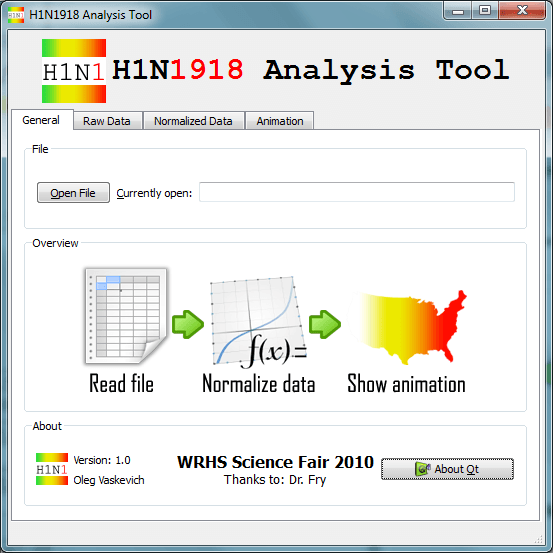 H1N1918 Analysis Tool
H1N1 H1N1918 Analysis Tool
General Raw Data Normalized Data Animation
File
Open File Currently open:
Overview
f(x)=
Read file Normalize data Show animation
About
H1N1 Version: 1.0
Oleg Vaskevich
WRHS Science Fair 2010
Thanks to: Dr. Fry
About Qt